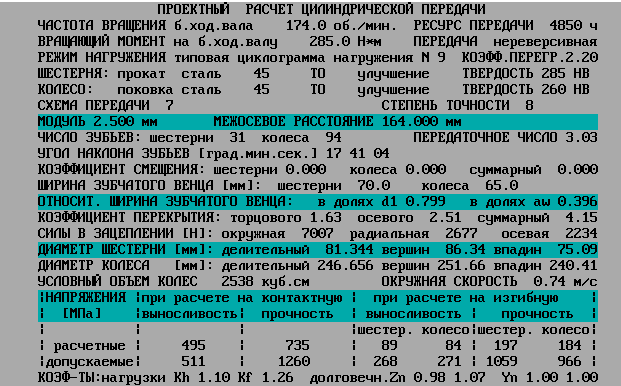 ПРОЕКТНЫЙ РАСЧЕТ ЦИЛИНДРИЧЕСКОЙ ПЕРЕДАЧИ
ЧАСТОТА ВРАЩЕНИЯ б.ход.вала 174.0 об./мин. РЕСУРС ПЕРЕДАЧИ 4850 ч
ВРАЩАЮЩИЙ МОМЕНТ на б.ход.валу 285.0 Н*м ПЕРЕДАЧА нереверсивная
РЕЖИМ НАГРУЖЕНИЯ типовая циклограмма нагружения N 9 КОЭФФ.ПЕРЕГР.2.20
ШЕСТЕРНЯ: прокат сталь 45 ТО улучшение ТВЕРДОСТЬ 285 HB
КОЛЕСО: поковка сталь 45 ТО улучшение ТВЕРДОСТЬ 260 HB
СХЕМА ПЕРЕДАЧИ 7 СТЕПЕНЬ ТОЧНОСТИ 8
МОДУЛЬ 2.500 мм МЕЖОСЕВОЕ РАССТОЯНИЕ 164.000 мм
ЧИСЛО ЗУБЬЕВ: шестерни 31 колеса 94 ПЕРЕДАТОЧНОЕ ЧИСЛО 3.03
УГОЛ НАКЛОНА ЗУБЬЕВ [град.мин.сек.] 17 41 04
КОЭФФИЦИЕНТ СМЕЩЕНИЯ: шестерни 0.000 колеса 0.000 суммарный 0.000
ШИРИНА ЗУБЧАТОГО ВЕНЦА [мм]: шестерни 70.0 колеса 65.0
ОТНОСИТ. ШИРИНА ЗУБЧАТОГО ВЕНЦА: в долях d1 0.799 в долях aw 0.396
КОЭФФИЦИЕНТ ПЕРЕКРЫТИЯ: торцового 1.63 осевого 2.51 суммарный 4.15
СИЛЫ В ЗАЦЕПЛЕНИИ [Н]: окружная 7007 радиальная 2677 осевая 2234
ДИАМЕТР ШЕСТЕРНИ [мм]: делительный 81.344 вершин 86.34 впадин 75.09
ДИАМЕТР КОЛЕСА [мм]: делительный 246.656 вершин 251.66 впадин 240.41
УСЛОВНЫЙ ОБЪЕМ КОЛЕС 2538 куб.см ОКРУЖНАЯ СКОРОСТЬ 0.74 м/с
¦НАПРЯЖЕНИЯ ¦при расчете на контактную ¦ при расчете на изгибную ¦
¦ [МПа] ¦выносливость¦ прочность ¦ выносливость ¦ прочность ¦
¦ ¦ ¦ ¦шестер. колесо¦шестер. колесо¦
¦ расчетные ¦ 495 ¦ 735 ¦ 89 84 ¦ 197 184 ¦
¦допускаемые¦ 511 ¦ 1260 ¦ 268 271 ¦ 1059 966 ¦
КОЭФ-ТЫ:нагрузки Kh 1.10 Kf 1.26 долговечн.Zn 0.98 1.07 Yn 1.00 1.00